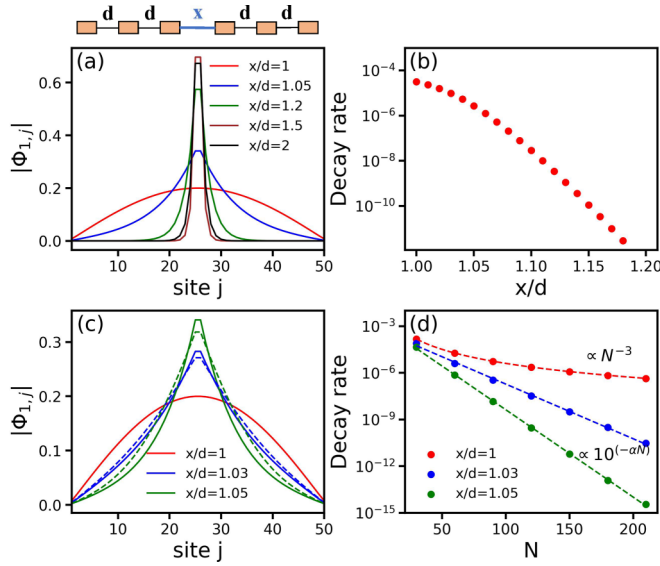 d d x d d
(a)
x/d=1
x/d=1.05
x/d=1.2
x/d=1.5
x/d=2
|Φ1,j|
0.6
0.4
0.2
0.0
10 20 30 40 50
site j
(b)
Decay rate
10−4
10−6
10−8
10−10
1.00 1.05 1.10 1.15 1.20
x/d
(c)
|Φ1,j|
0.3
0.2
0.1
0.0
x/d=1
x/d=1.03
x/d=1.05
10 20 30 40 50
site j
(d)
Decay rate
10−3
10−6
10−9
10−12
10−15
∝ N−3
∝ 10(−αN)
x/d=1
x/d=1.03
x/d=1.05
50 100 150 200
N